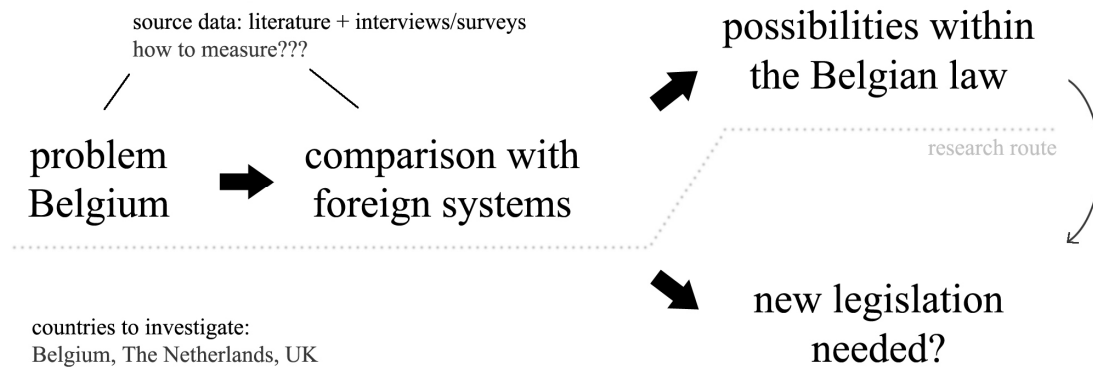 source data: literature + interviews/surveys
how to measure???
problem
Belgium
comparison with
foreign systems
possibilities within
the Belgian law
research route
new legislation
needed?
countries to investigate:
Belgium, The Netherlands, UK